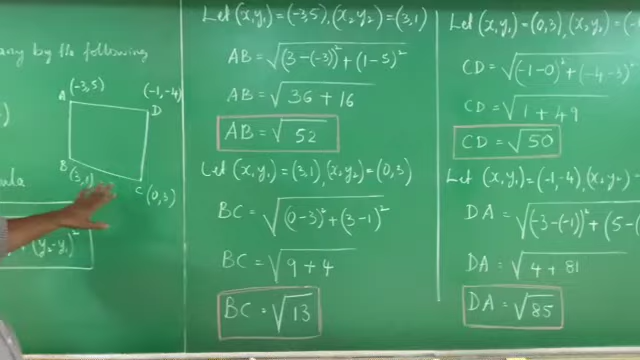 any by the following
(-3,5)
(-1,-4)
A
D
B
(3,1)
C (0,3)
(y₂-y₁)²
Let (x,y₁)=(-3,5), (x₂,y₂)=(3,1)
AB=√(3-(-3))²+(1-5)²
AB=√36+16
AB=√52
Let (x,y₁)=(3,1), (x₂,y₂)=(0,3)
BC=√(0-3)²+(3-1)²
BC=√9+4
BC=√13
Let (x,y₁)=(0,3), (x₂,y₂)=(-1
CD=√(-1-0)²+(-4-3)²
CD=√1+49
CD=√50
Let (x,y₁)=(-1,-4), (x₂,y₂)=
DA=√(-3-(-1))²+(5-(
DA=√4+81
DA=√85